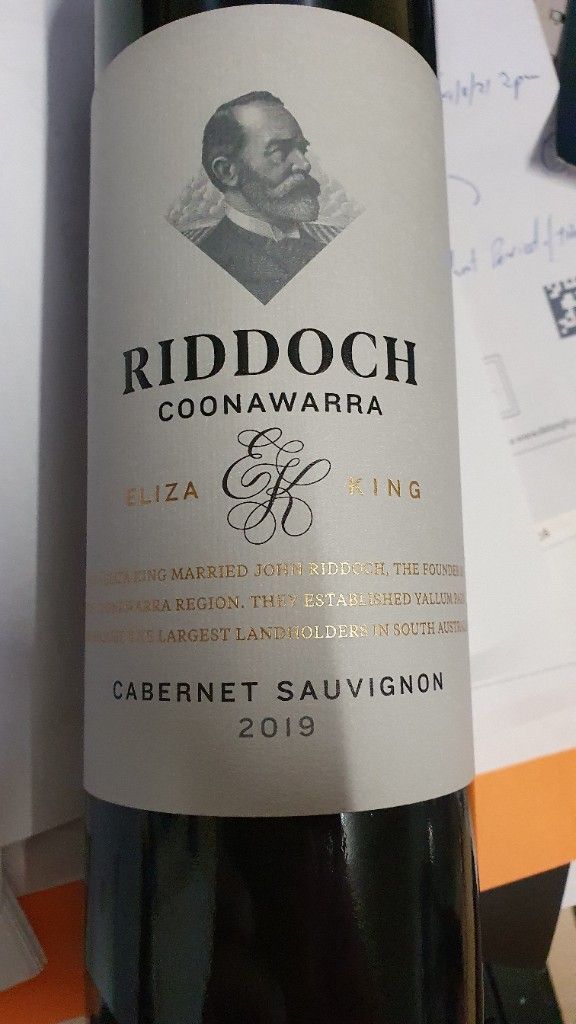 RIDDOCH
COONAWARRA
ELIZA EK KING
KING MARRIED JOHN RIDDOCH, THE FOUNDER
REGION. THEY ESTABLISHED YALLUM
LARGEST LANDHOLDERS IN SOUTH
CABERNET SAUVIGNON
2019
2pm